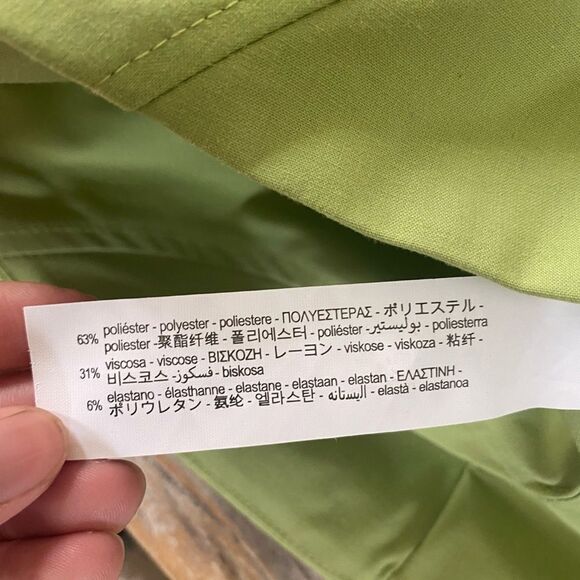 63% poliéster - polyester - poliestere - ΠΟΛΥΕΣΤΕΡΑΣ - ポリエステル -
poliester -聚酯纤维 - 폴리에스터 - poliéster -بوليستير - poliesterra
31% viscosa - viscose - ΒΙΣΚΟΖΗ - レーヨン - viskose - viskoza - 粘纤 -
비스코스 - فسكوز - biskosa
6% elastano - élasthanne - elastane - elastaan - elastan - ΕΛΑΣΤΙΝΗ -
ポリウレタン - 氨纶 - 엘라스탄 - اليستانه - elastà - elastanoa